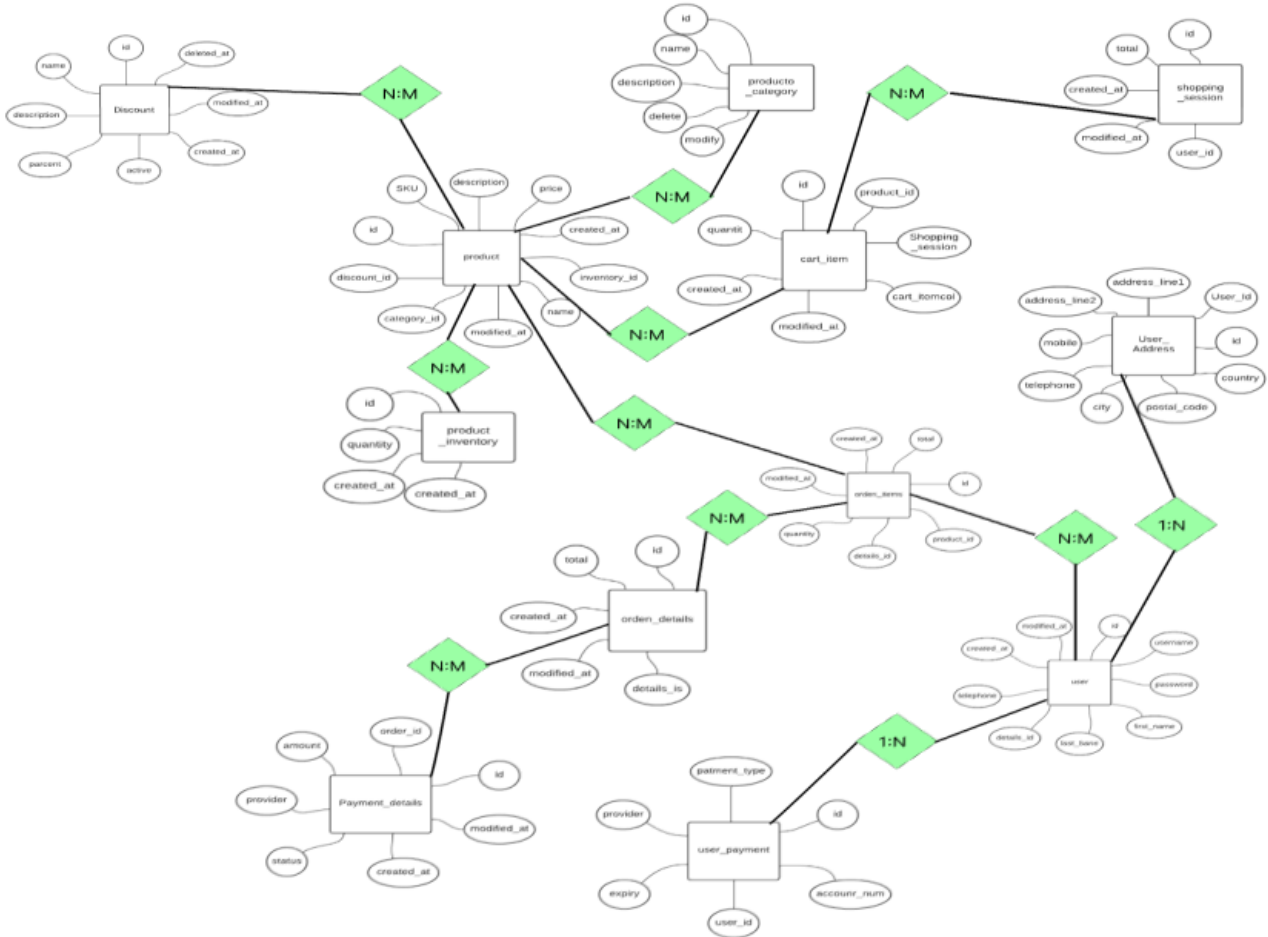 id
deleted_at
name
Discount
modified_at
description
created_at
parcent
active
N:M
id
name
description
producto
_category
delete
modify
N:M
N:M
id
total
created_at
shopping
_session
modified_at
user_id
SKU
description
price
id
created_at
product
discount_id
inventory_id
category_id
name
modified_at
id
product_id
quantit
Shopping
_session
cart_item
created_at
cart_itemcol
modified_at
N:M
N:M
id
product
_inventory
quantity
created_at
created_at
N:M
address_line1
address_line2
User_Id
User_
Address
mobile
id
telephone
country
city
postal_code
1:N
created_at
total
modified_at
id
orden_items
quantity
product_id
details_id
N:M
N:M
id
total
created_at
orden_details
modified_at
details_is
N:M
modified_at
id
created_at
username
user
password
telephone
first_name
details_id
1:N
order_id
amount
id
provider
Payment_details
modified_at
status
created_at
patment_type
provider
id
user_payment
expiry
accounr_num
user_id